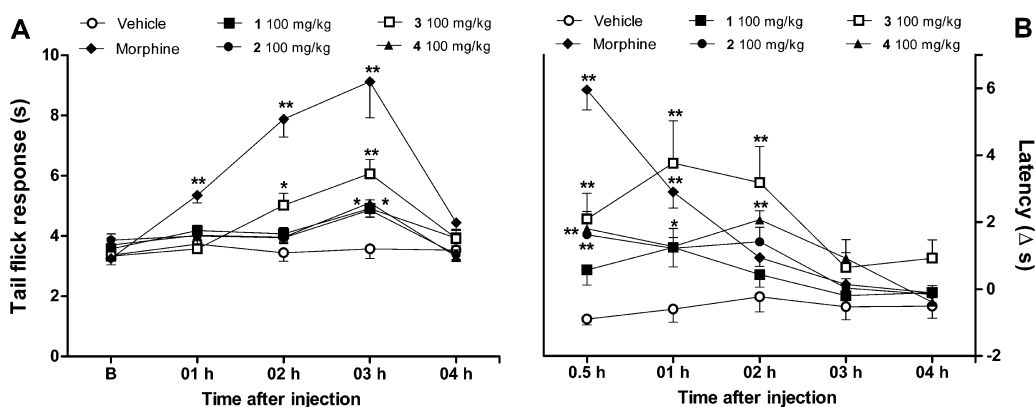 A
Vehicle 1 100 mg/kg 3 100 mg/kg
Morphine 2 100 mg/kg 4 100 mg/kg
Tail flick response (s)
10
8
6
4
2
0
** ** ** ** * * *
B 01 h 02 h 03 h 04 h
Time after injection
B
Vehicle 1 100 mg/kg 3 100 mg/kg
Morphine 2 100 mg/kg 4 100 mg/kg
Latency (Δ s)
6
4
2
0
-2
** ** ** ** ** ** ** ** *
0.5 h 01 h 02 h 03 h 04 h
Time after injection